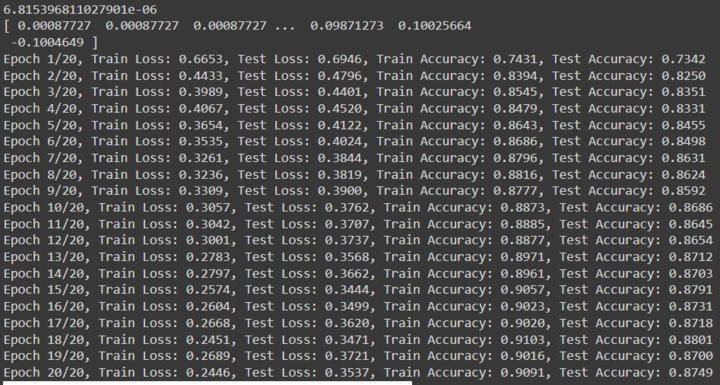 6.815396811027901e-06
[ 0.00087727  0.00087727  0.00087727 ...  0.09871273  0.10025664
 -0.1004649 ]
Epoch 1/20, Train Loss: 0.6653, Test Loss: 0.6946, Train Accuracy: 0.7431, Test Accuracy: 0.7342
Epoch 2/20, Train Loss: 0.4433, Test Loss: 0.4796, Train Accuracy: 0.8394, Test Accuracy: 0.8250
Epoch 3/20, Train Loss: 0.3989, Test Loss: 0.4401, Train Accuracy: 0.8545, Test Accuracy: 0.8351
Epoch 4/20, Train Loss: 0.4067, Test Loss: 0.4520, Train Accuracy: 0.8479, Test Accuracy: 0.8331
Epoch 5/20, Train Loss: 0.3654, Test Loss: 0.4122, Train Accuracy: 0.8643, Test Accuracy: 0.8455
Epoch 6/20, Train Loss: 0.3535, Test Loss: 0.4024, Train Accuracy: 0.8686, Test Accuracy: 0.8498
Epoch 7/20, Train Loss: 0.3261, Test Loss: 0.3844, Train Accuracy: 0.8796, Test Accuracy: 0.8631
Epoch 8/20, Train Loss: 0.3236, Test Loss: 0.3819, Train Accuracy: 0.8816, Test Accuracy: 0.8624
Epoch 9/20, Train Loss: 0.3309, Test Loss: 0.3900, Train Accuracy: 0.8777, Test Accuracy: 0.8592
Epoch 10/20, Train Loss: 0.3057, Test Loss: 0.3762, Train Accuracy: 0.8873, Test Accuracy: 0.8686
Epoch 11/20, Train Loss: 0.3042, Test Loss: 0.3707, Train Accuracy: 0.8885, Test Accuracy: 0.8645
Epoch 12/20, Train Loss: 0.3001, Test Loss: 0.3737, Train Accuracy: 0.8877, Test Accuracy: 0.8654
Epoch 13/20, Train Loss: 0.2783, Test Loss: 0.3568, Train Accuracy: 0.8971, Test Accuracy: 0.8712
Epoch 14/20, Train Loss: 0.2797, Test Loss: 0.3662, Train Accuracy: 0.8961, Test Accuracy: 0.8703
Epoch 15/20, Train Loss: 0.2574, Test Loss: 0.3444, Train Accuracy: 0.9057, Test Accuracy: 0.8791
Epoch 16/20, Train Loss: 0.2604, Test Loss: 0.3499, Train Accuracy: 0.9023, Test Accuracy: 0.8731
Epoch 17/20, Train Loss: 0.2668, Test Loss: 0.3620, Train Accuracy: 0.9020, Test Accuracy: 0.8718
Epoch 18/20, Train Loss: 0.2451, Test Loss: 0.3471, Train Accuracy: 0.9103, Test Accuracy: 0.8801
Epoch 19/20, Train Loss: 0.2689, Test Loss: 0.3721, Train Accuracy: 0.9016, Test Accuracy: 0.8700
Epoch 20/20, Train Loss: 0.2446, Test Loss: 0.3537, Train Accuracy: 0.9091, Test Accuracy: 0.8749